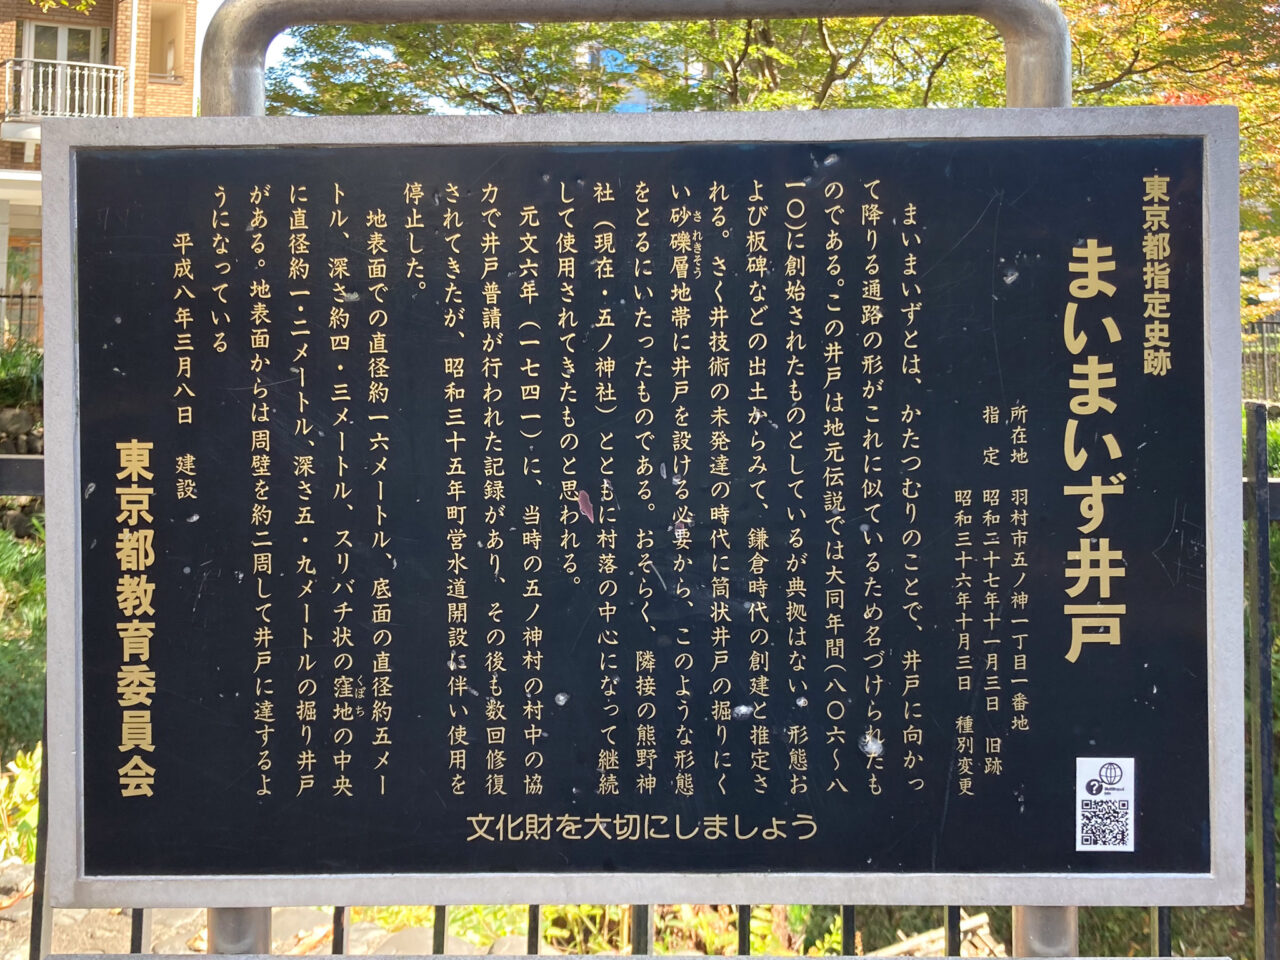 東京都指定史跡
まいまいず井戸
所在地 羽村市五ノ神一丁目一番地
指定 昭和二十七年十一月三日 旧跡
昭和三十六年十月三日 種別変更
まいまいずとは、かたつむりのことで、井戸に向かっ
て降りる通路の形がこれに似ているため名づけられたも
のである。この井戸は地元伝説では大同年間(八〇六〜八
一〇)に創始されたものとしているが典拠はない。形態お
よび板碑などの出土からみて、鎌倉時代の創建と推定さ
れる。さく井技術の未発達の時代に筒状井戸の掘りにく
い砂礫層地帯に井戸を設ける必要から、このような形態
されきそう
をとるにいたったものである。おそらく、隣接の熊野神
社(現在・五ノ神社)とともに村落の中心になって継続
して使用されてきたものと思われる。
元文六年(一七四一)に、当時の五ノ神村の村中の協
力で井戸普請が行われた記録があり、その後も数回修復
されてきたが、昭和三十五年町営水道開設に伴い使用を
停止した。
地表面での直径約一六メートル、底面の直径約五メー
トル、深さ約四・三メートル、スリバチ状の窪地の中央
くぼち
に直径約一・二メートル、深さ五・九メートルの掘り井戸
がある。地表面からは周壁を約二周して井戸に達するよ
うになっている
平成八年三月八日 建設
東京都教育委員会
文化財を大切にしましょう